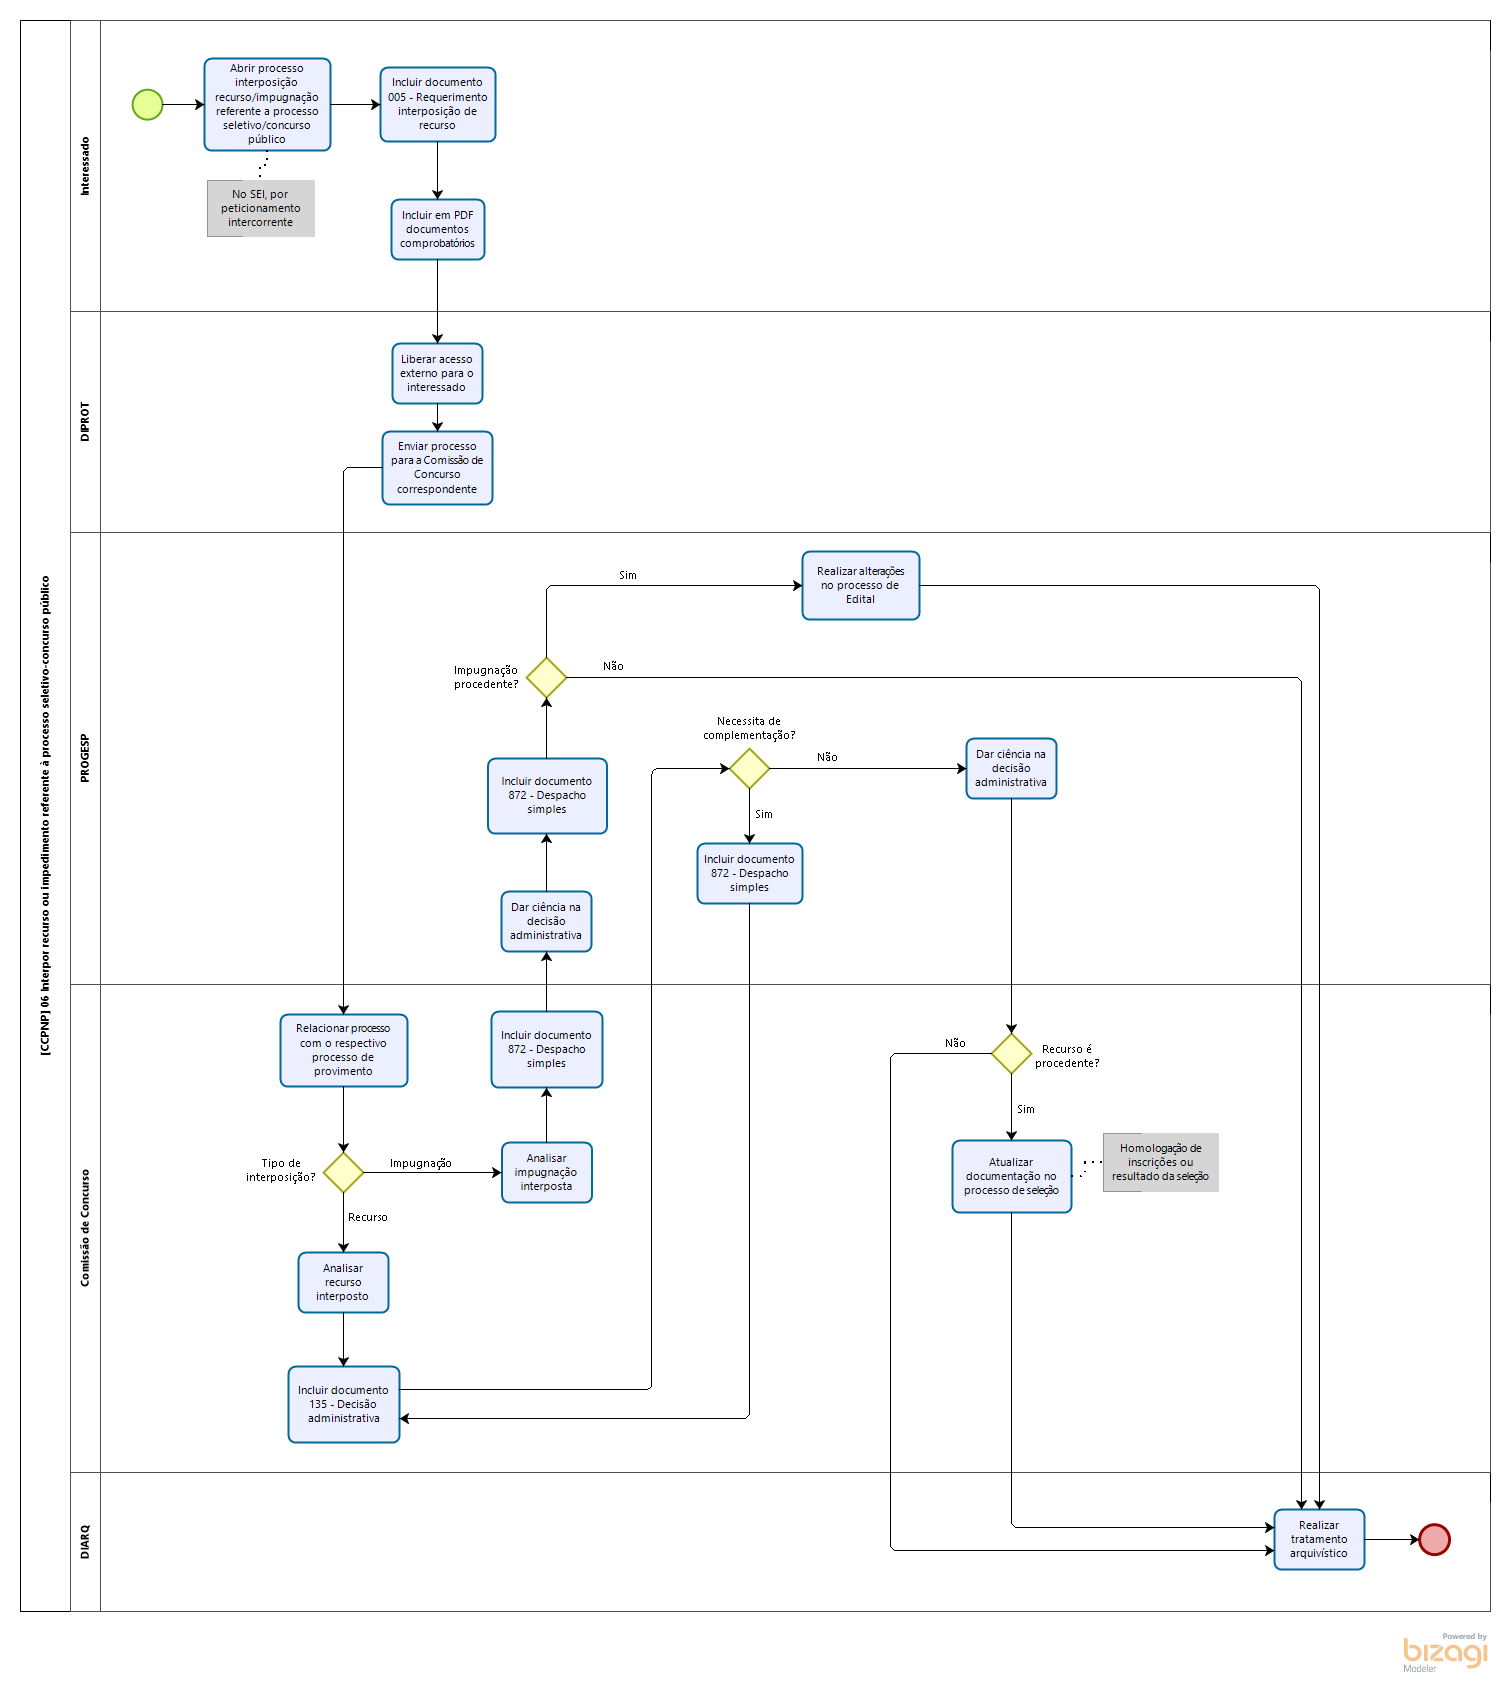 [CCPNP] 06 Interpor recurso ou impedimento referente à processo seletivo-concurso público
Interessado
Abrir processo
interposição
recurso/impugnação
referente a processo
seletivo/concurso
público
Incluir documento
005 - Requerimento
interposição de
recurso
No SEI, por
peticionamento
intercorrente
Incluir em PDF
documentos
comprobatórios
DIPROT
Liberar acesso
externo para o
interessado
Enviar processo
para a Comissão de
Concurso
correspondente
PROGESP
Sim
Realizar alterações
no processo de
Edital
Impugnação
procedente?
Não
Necessita de
complementação?
Não
Dar ciência na
decisão
administrativa
Incluir documento
872 - Despacho
simples
Sim
Incluir documento
872 - Despacho
simples
Dar ciência na
decisão
administrativa
Comissão de Concurso
Relacionar processo
com o respectivo
processo de
provimento
Incluir documento
872 - Despacho
simples
Não
Recurso é
procedente?
Sim
Tipo de
interposição?
Impugnação
Analisar
impugnação
interposta
Atualizar
documentação no
processo de seleção
Homologação de
inscrições ou
resultado da seleção
Recurso
Analisar
recurso
interposto
Incluir documento
135 - Decisão
administrativa
DIARQ
Realizar
tratamento
arquivístico
Powered by
bizagi
Modeler